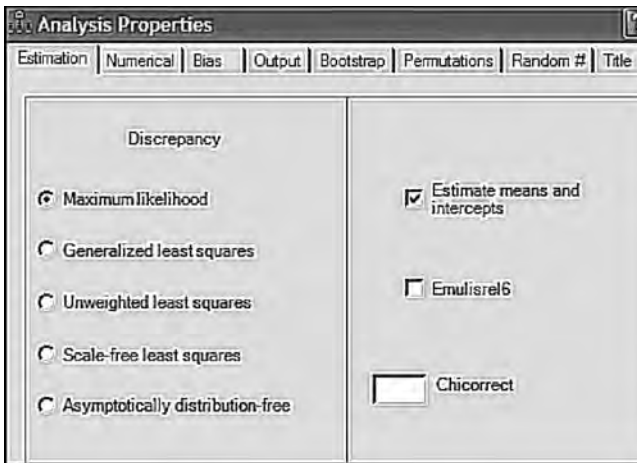 Analysis Properties
Estimation Numerical Bias Output Bootstrap Permutations Random # Title
Discrepancy
Maximum likelihood
Generalized least squares
Unweighted least squares
Scale-free least squares
Asymptotically distribution-free
Estimate means and
intercepts
Emulisrel6
Chicorrect